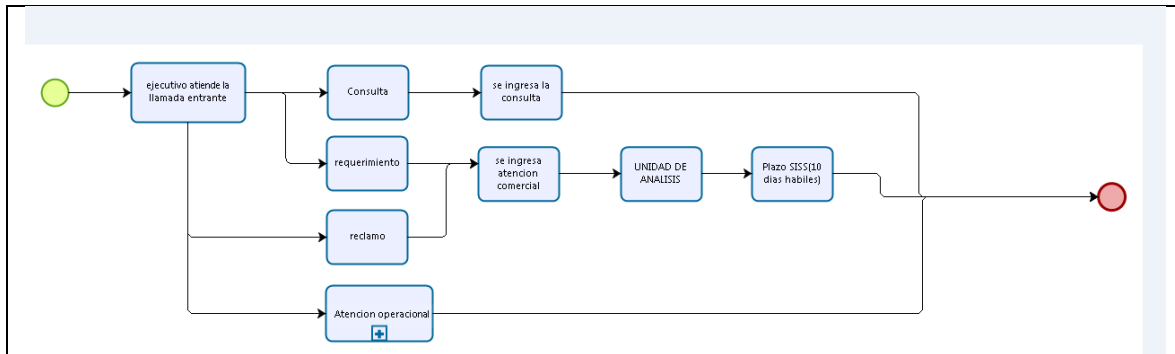 ejecutivo atiende la
llamada entrante
Consulta
se ingresa la
consulta
requerimiento
se ingresa
atencion
comercial
UNIDAD DE
ANALISIS
Plazo SISS(10
dias habiles)
reclamo
Atencion operacional